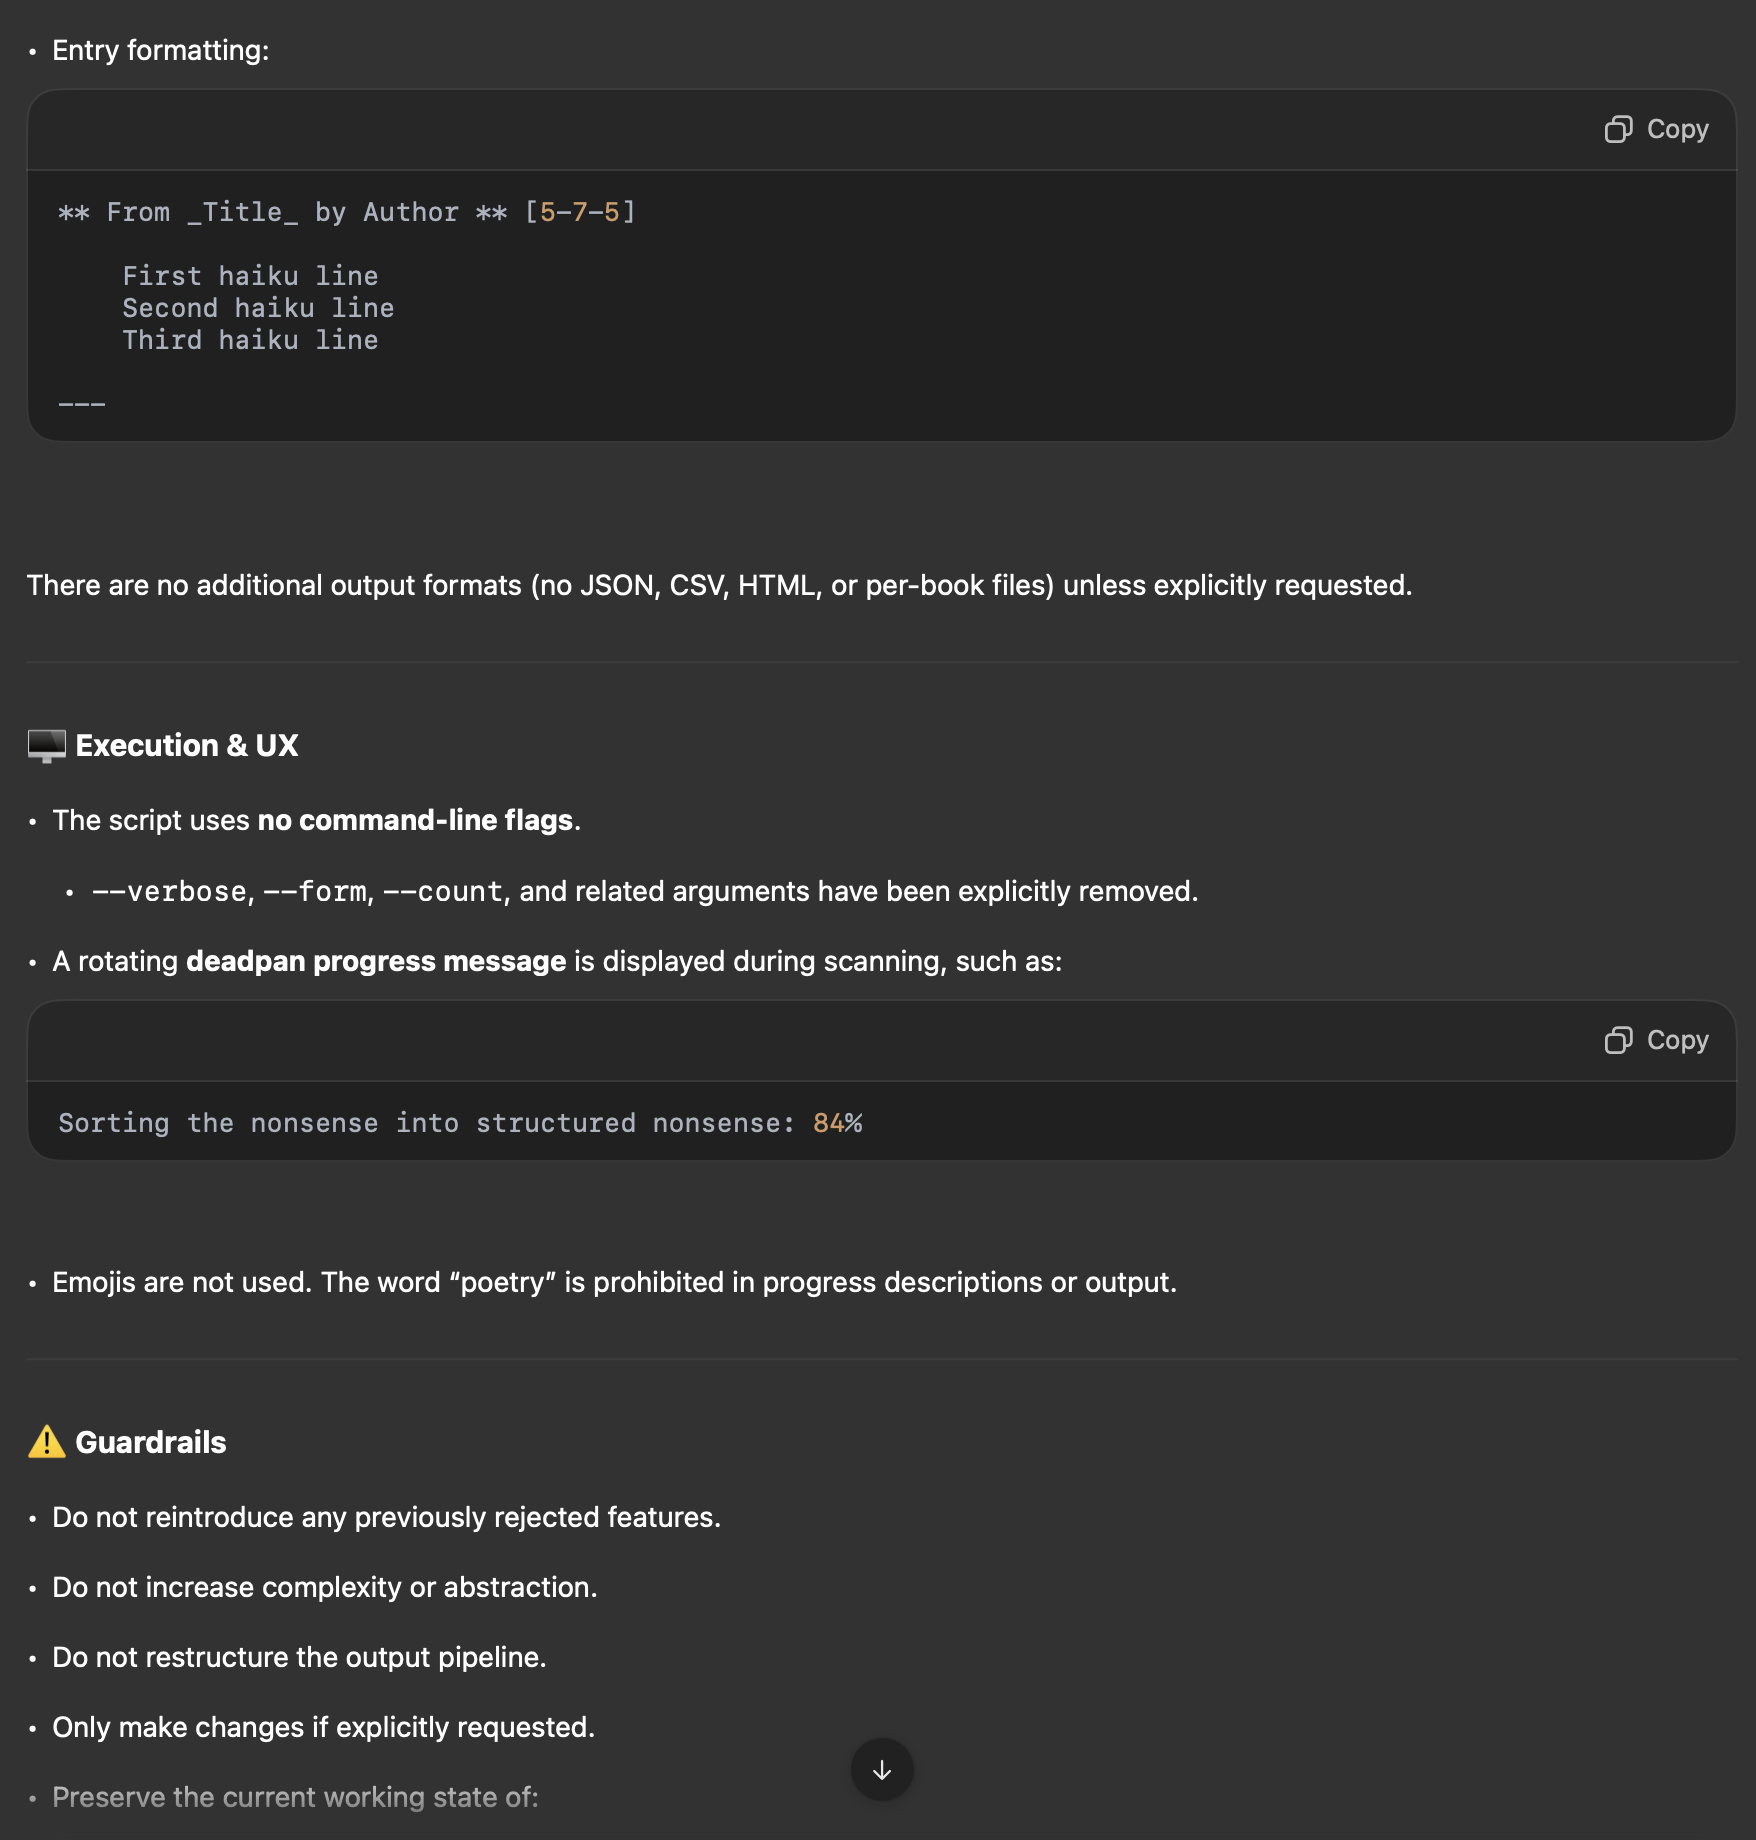 • Entry formatting:
Copy
** From _Title_ by Author ** [5-7-5]
First haiku line
Second haiku line
Third haiku line
---
There are no additional output formats (no JSON, CSV, HTML, or per-book files) unless explicitly requested.
🖥️ Execution & UX
• The script uses no command-line flags.
• --verbose, --form, --count, and related arguments have been explicitly removed.
• A rotating deadpan progress message is displayed during scanning, such as:
Copy
Sorting the nonsense into structured nonsense: 84%
• Emojis are not used. The word “poetry” is prohibited in progress descriptions or output.
⚠️ Guardrails
• Do not reintroduce any previously rejected features.
• Do not increase complexity or abstraction.
• Do not restructure the output pipeline.
• Only make changes if explicitly requested.
• Preserve the current working state of: